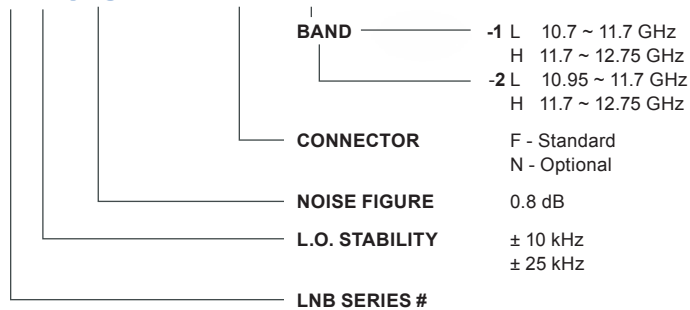 BAND -1 L 10.7 ~ 11.7 GHz
H 11.7 ~ 12.75 GHz
-2 L 10.95 ~ 11.7 GHz
H 11.7 ~ 12.75 GHz
CONNECTOR F - Standard
N - Optional
NOISE FIGURE 0.8 dB
L.O. STABILITY ± 10 kHz
± 25 kHz
LNB SERIES #